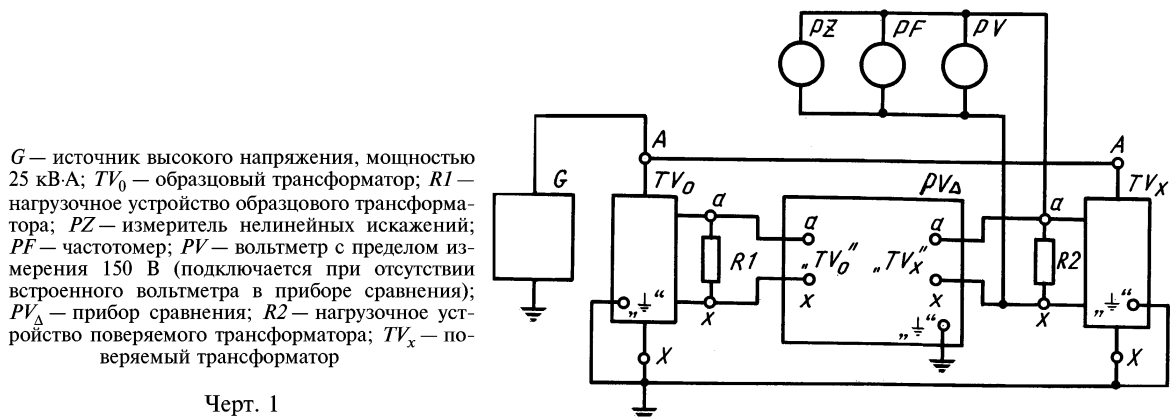 G — источник высокого напряжения, мощностью
25 кВ·А; TV₀ — образцовый трансформатор; R1 —
нагрузочное устройство образцового трансформа-
тора; PZ — измеритель нелинейных искажений;
PF — частотомер; PV — вольтметр с пределом из-
мерения 150 В (подключается при отсутствии
встроенного вольтметра в приборе сравнения);
PV_Δ — прибор сравнения; R2 — нагрузочное уст-
ройство поверяемого трансформатора; TVₓ — по-
веряемый трансформатор
Черт. 1
PZ PF PV
A A
G TV₀ PV_Δ TVₓ
a a a a
R1 „TV₀" „TVₓ" R2
x x x x
„⏚“ „⏚“ „⏚“
X X